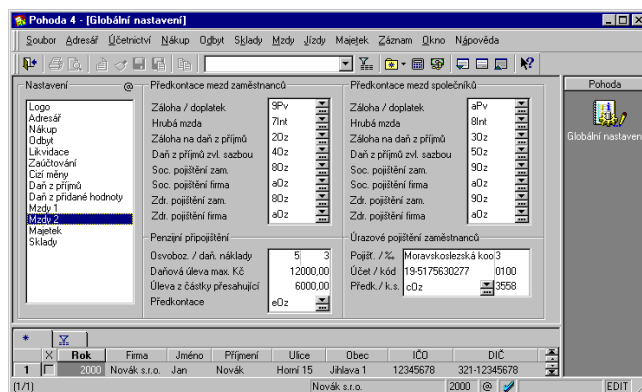 Pohoda 4 - [Globální nastavení]
Soubor Adresář Účetnictví Nákup Odbyt Sklady Mzdy Jízdy Majetek Záznam Okno Nápověda
Nastavení @
Logo
Adresář
Nákup
Odbyt
Likvidace
Zaúčtování
Cizí měny
Daň z příjmů
Daň z přidané hodnoty
Mzdy 1
Mzdy 2
Majetek
Sklady
Předkontace mezd zaměstnanců
Záloha / doplatek 9Pv
Hrubá mzda 7Int
Záloha na daň z příjmů 2Oz
Daň z příjmů zvl. sazbou 4Oz
Soc. pojištění zam. 8Oz
Soc. pojištění firma aOz
Zdr. pojištění zam. 8Oz
Zdr. pojištění firma aOz
Předkontace mezd společníků
Záloha / doplatek aPv
Hrubá mzda 8Int
Záloha na daň z příjmů 3Oz
Daň z příjmů zvl. sazbou 5Oz
Soc. pojištění zam. 9Oz
Soc. pojištění firma aOz
Zdr. pojištění zam. 9Oz
Zdr. pojištění firma aOz
Penzijní připojištění
Osvoboz. / daň. náklady 5 3
Daňová úleva max. Kč 12000,00
Úleva z částky přesahující 6000,00
Předkontace eOz
Úrazové pojištění zaměstnanců
Pojišť. / ‰ Moravskoslezská koo 3
Účet / kód 19-5175630277 0100
Předk./ k.s. cOz 3558
Pohoda
Globální nastavení
X Rok Firma Jméno Příjmení Ulice Obec IČO DIČ
1 2000 Novák s.r.o. Jan Novák Horní 15 Jihlava 1 12345678 321-12345678
(1/1) Novák s.r.o. 2000 @ EDIT